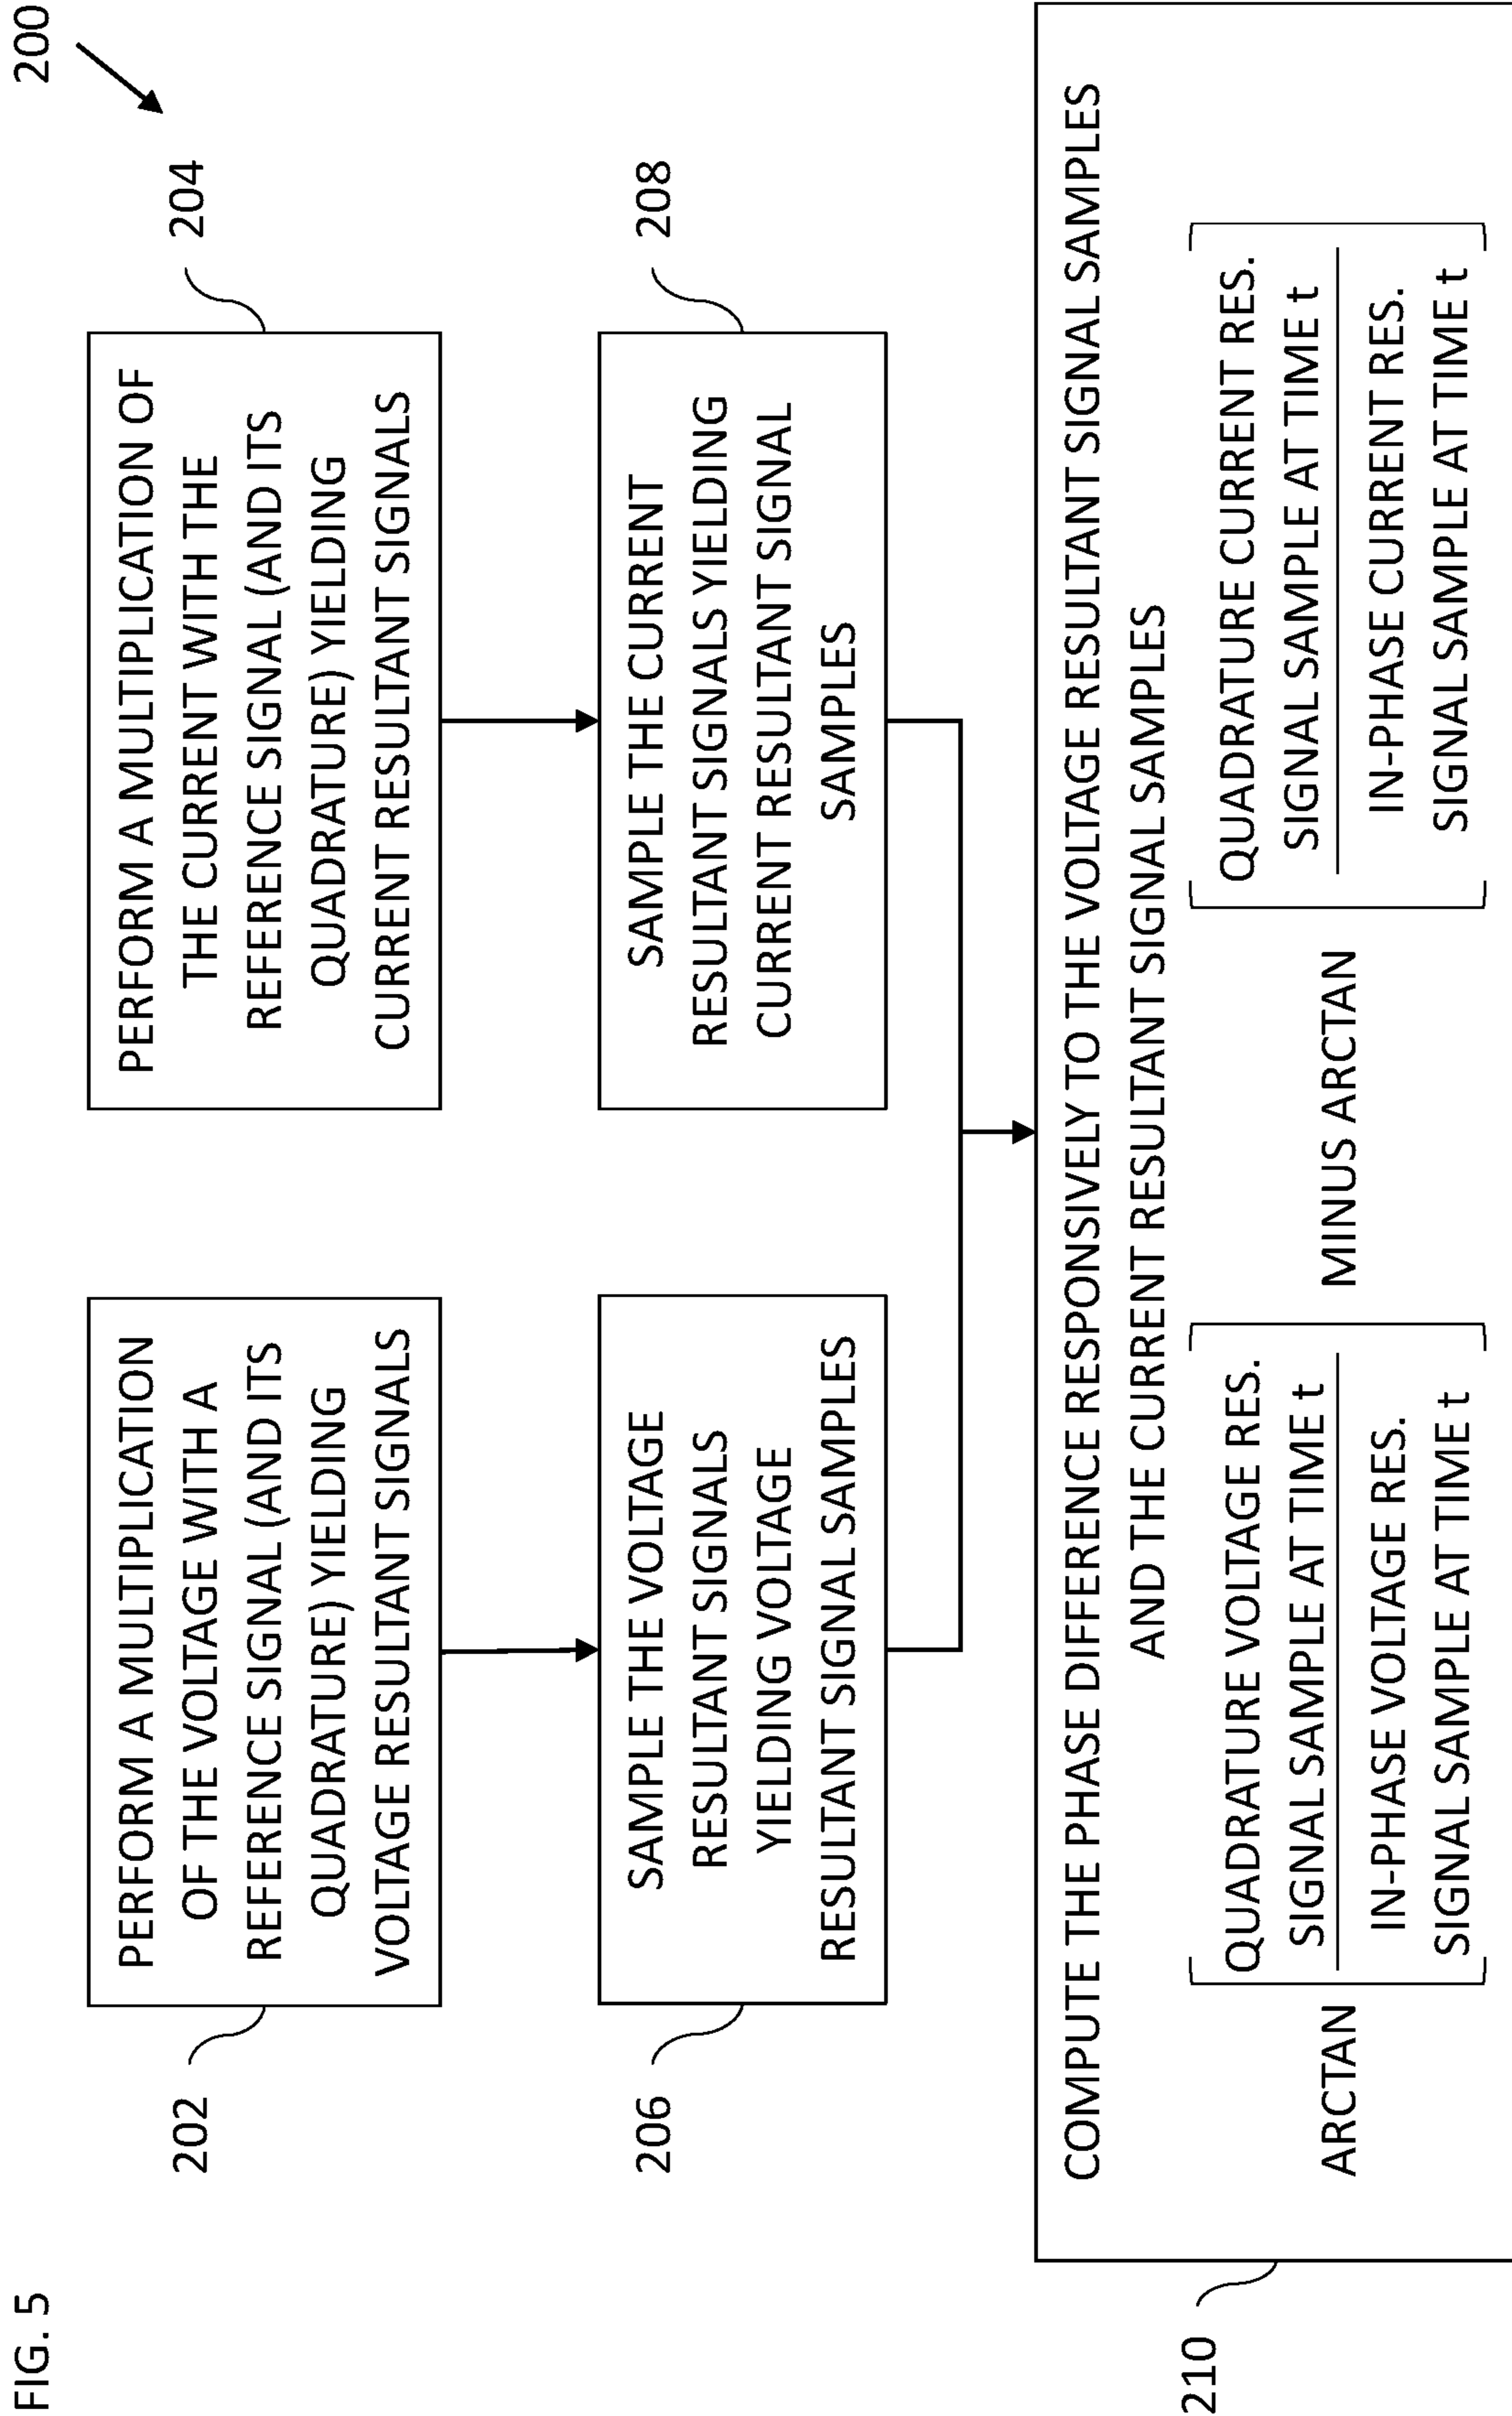 FIG. 5
200
202
PERFORM A MULTIPLICATION
OF THE VOLTAGE WITH A
REFERENCE SIGNAL (AND ITS
QUADRATURE) YIELDING
VOLTAGE RESULTANT SIGNALS
204
PERFORM A MULTIPLICATION OF
THE CURRENT WITH THE
REFERENCE SIGNAL (AND ITS
QUADRATURE) YIELDING
CURRENT RESULTANT SIGNALS
206
SAMPLE THE VOLTAGE
RESULTANT SIGNALS
YIELDING VOLTAGE
RESULTANT SIGNAL SAMPLES
208
SAMPLE THE CURRENT
RESULTANT SIGNALS YIELDING
CURRENT RESULTANT SIGNAL
SAMPLES
210
COMPUTE THE PHASE DIFFERENCE RESPONSIVELY TO THE VOLTAGE RESULTANT SIGNAL SAMPLES
AND THE CURRENT RESULTANT SIGNAL SAMPLES
ARCTAN
QUADRATURE VOLTAGE RES.
SIGNAL SAMPLE AT TIME t
IN-PHASE VOLTAGE RES.
SIGNAL SAMPLE AT TIME t
MINUS ARCTAN
QUADRATURE CURRENT RES.
SIGNAL SAMPLE AT TIME t
IN-PHASE CURRENT RES.
SIGNAL SAMPLE AT TIME t